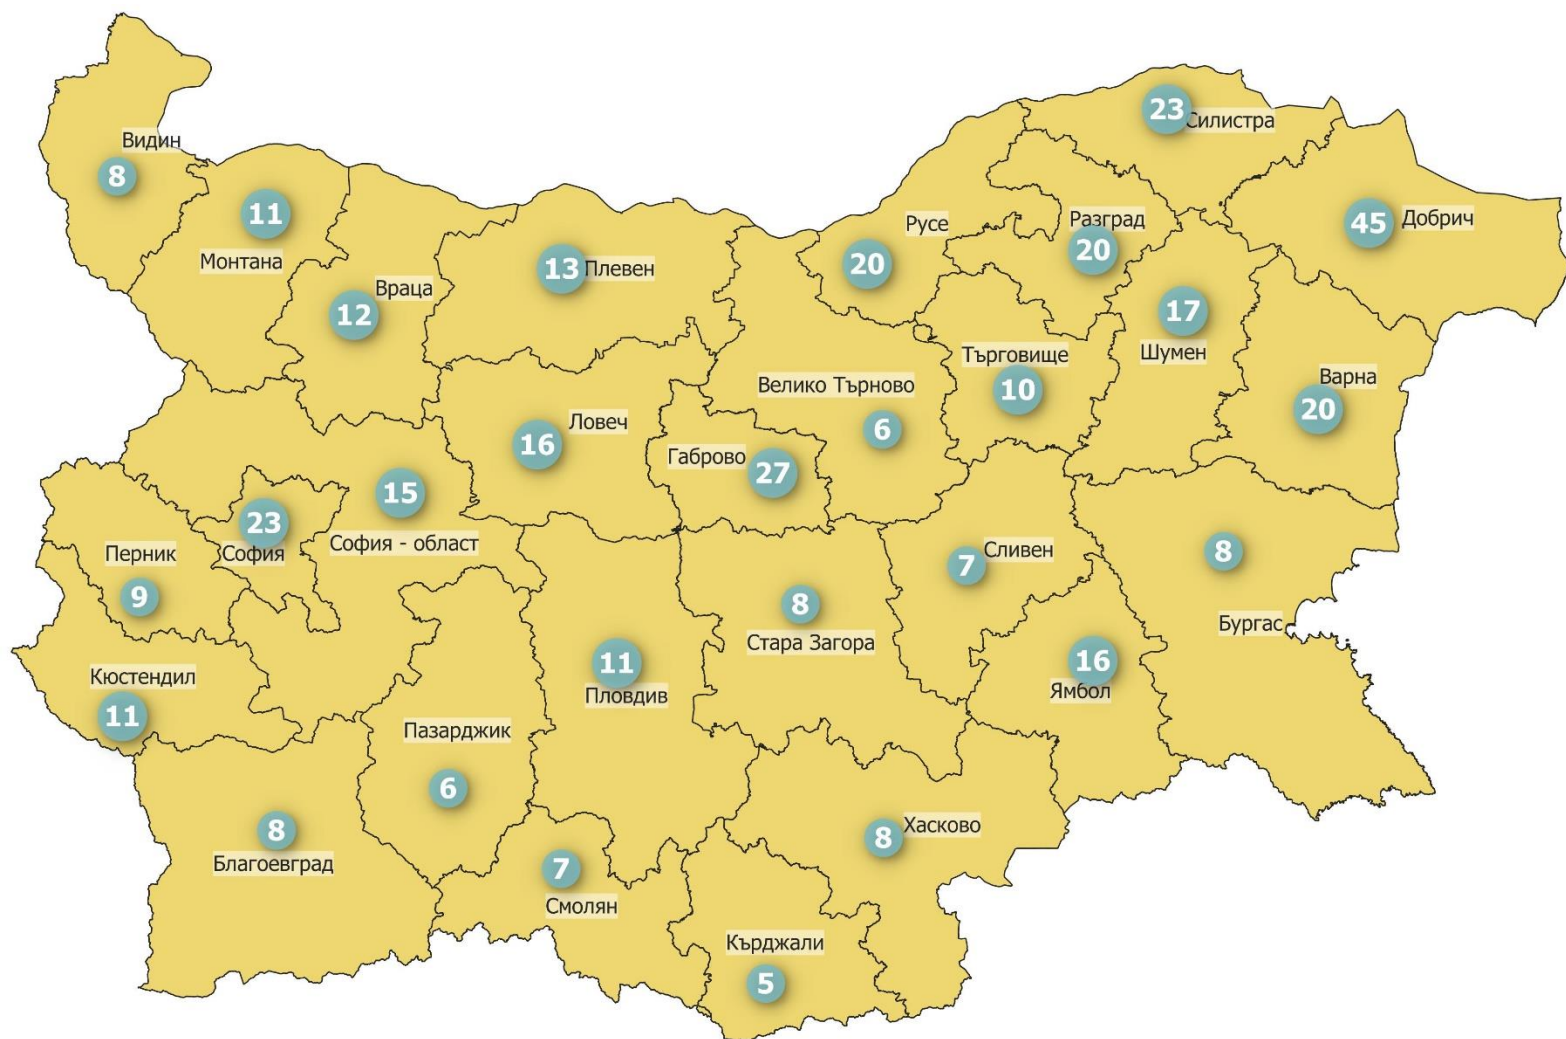 Видин
8
11
Монтана
Враца
12
13
Плевен
Русе
20
Разград
20
23
Силистра
45
Добрич
17
Шумен
Търговище
10
Варна
20
Велико Търново
6
Ловеч
16
Габрово
27
15
София - област
23
София
Перник
9
Кюстендил
11
11
Пловдив
8
Стара Загора
Сливен
7
8
Бургас
16
Ямбол
Пазарджик
6
8
Благоевград
7
Смолян
8
Хасково
Кърджали
5